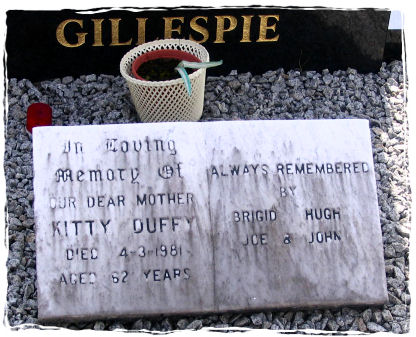 GILLESPIE
In Loving
Memory Of
OUR DEAR MOTHER
KITTY DUFFY
DIED 4-3-1981
AGED 62 YEARS
ALWAYS REMEMBERED
BY
BRIGID HUGH
JOE & JOHN